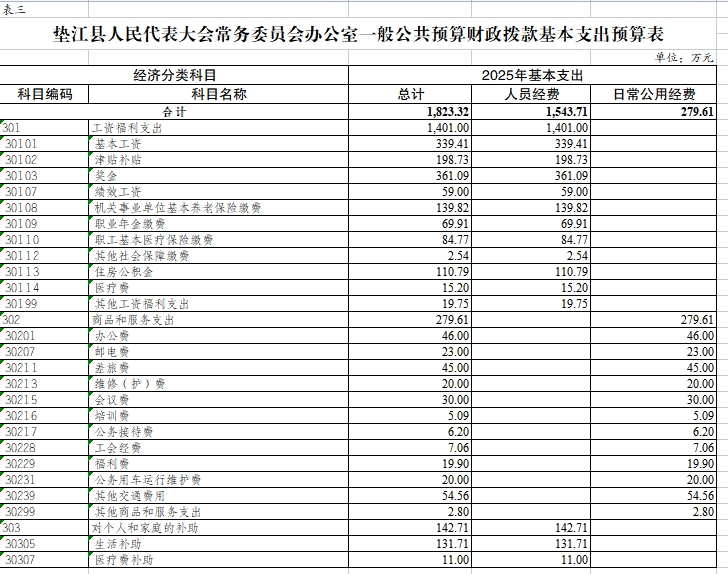 表三
垫江县人民代表大会常务委员会办公室一般公共预算财政拨款基本支出预算表
单位：万元
经济分类科目 2025年基本支出
科目编码 科目名称 总计 人员经费 日常公用经费
合计 1,823.32 1,543.71 279.61
301 工资福利支出 1,401.00 1,401.00
30101 基本工资 339.41 339.41
30102 津贴补贴 198.73 198.73
30103 奖金 361.09 361.09
30107 绩效工资 59.00 59.00
30108 机关事业单位基本养老保险缴费 139.82 139.82
30109 职业年金缴费 69.91 69.91
30110 职工基本医疗保险缴费 84.77 84.77
30112 其他社会保障缴费 2.54 2.54
30113 住房公积金 110.79 110.79
30114 医疗费 15.20 15.20
30199 其他工资福利支出 19.75 19.75
302 商品和服务支出 279.61 279.61
30201 办公费 46.00 46.00
30207 邮电费 23.00 23.00
30211 差旅费 45.00 45.00
30213 维修（护）费 20.00 20.00
30215 会议费 30.00 30.00
30216 培训费 5.09 5.09
30217 公务接待费 6.20 6.20
30228 工会经费 7.06 7.06
30229 福利费 19.90 19.90
30231 公务用车运行维护费 20.00 20.00
30239 其他交通费用 54.56 54.56
30299 其他商品和服务支出 2.80 2.80
303 对个人和家庭的补助 142.71 142.71
30305 生活补助 131.71 131.71
30307 医疗费补助 11.00 11.00